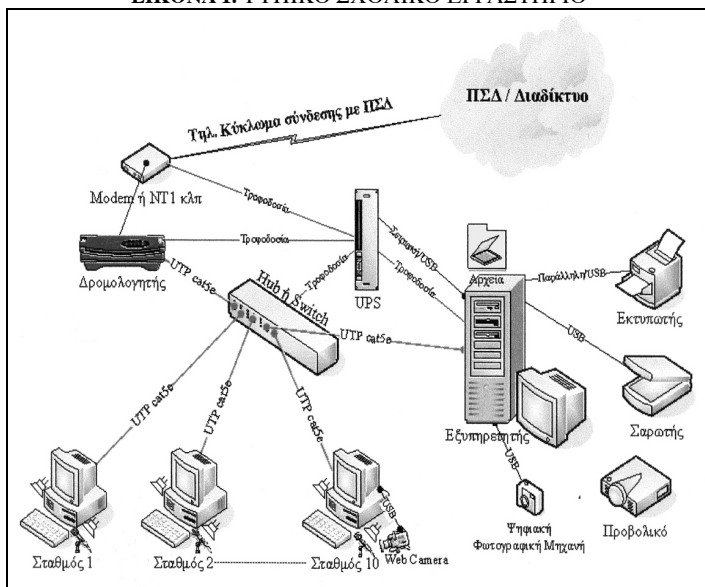 ΕΙΚΟΝΑ 1: ΤΥΠΙΚΟ ΣΧΟΛΙΚΟ ΕΡΓΑΣΤΗΡΙΟ
ΠΣΔ / Διαδίκτυο
Τηλ. Κύκλωμα σύνδεσης με ΠΣΔ
Modem ή NT1 κλπ
Τροφοδοσία
Τροφοδοσία
Δρομολογητής
UTP cat5e
Hub ή Switch
Τροφοδοσία
UPS
Σειριακή/USB
Τροφοδοσία
Αρχεία
Παράλληλη/USB
Εκτυπωτής
USB
UTP cat5e
Σαρωτής
Εξυπηρετητής
UTP cat5e
UTP cat5e
UTP cat5e
USB
USB
Ψηφιακή
Φωτογραφική Μηχανή
Προβολικό
Σταθμός 1
Σταθμός 2
Σταθμός 10
Web Camera